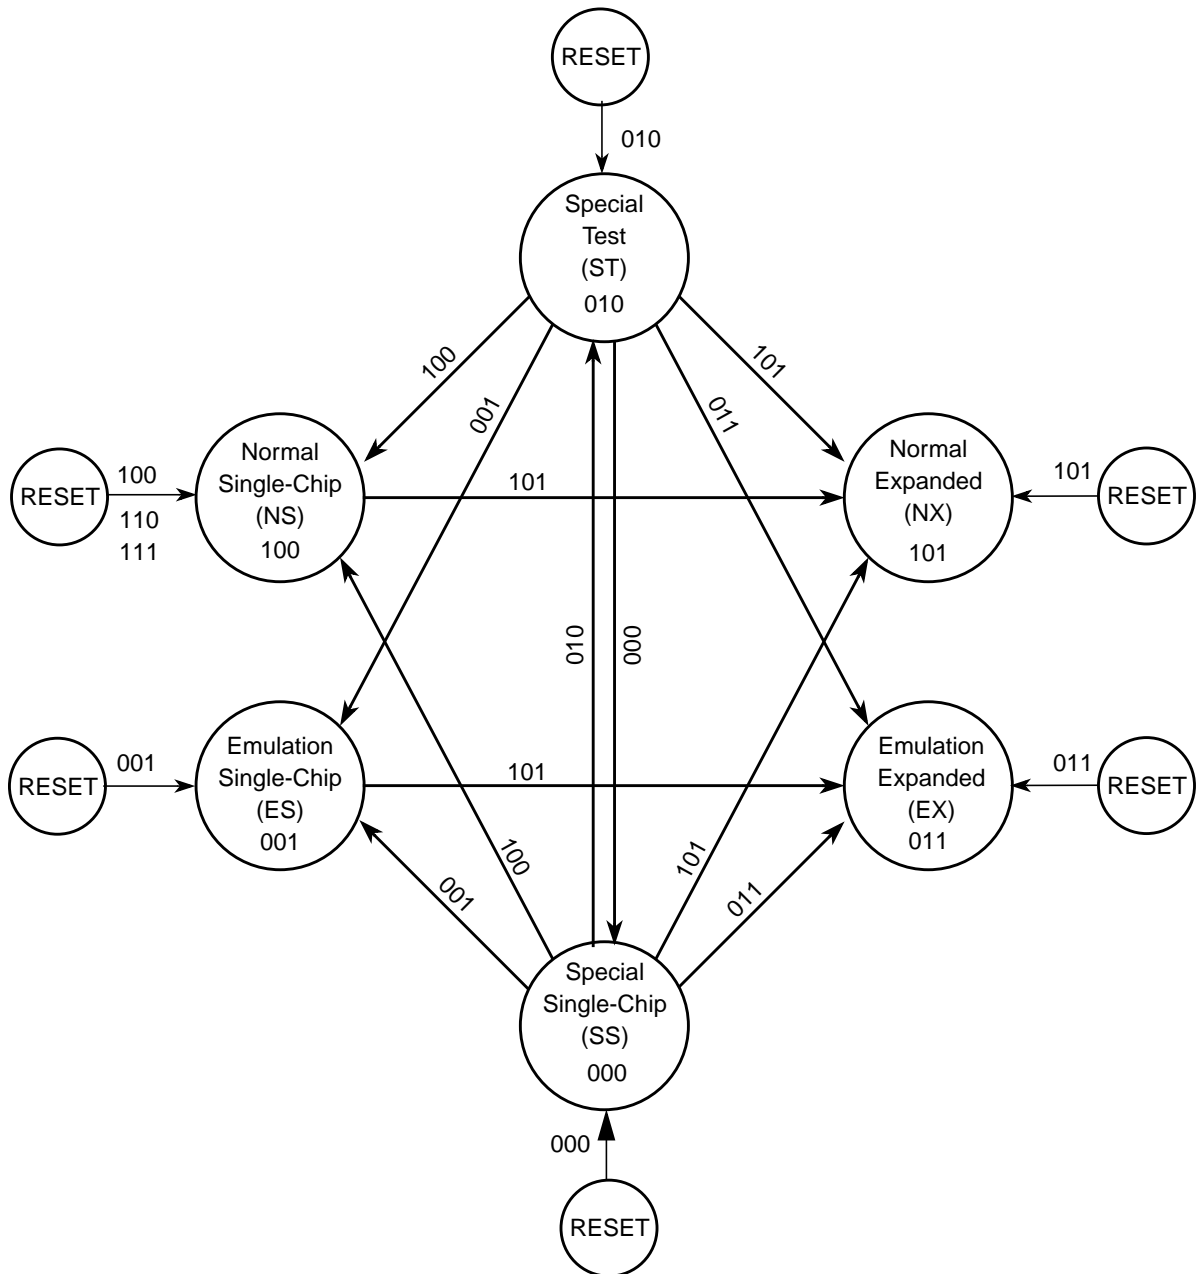 RESET
010
Special
Test
(ST)
010
100
001
101
011
Normal
Single-Chip
(NS)
100
RESET
100
110
111
101
Normal
Expanded
(NX)
101
101
RESET
010
000
Emulation
Single-Chip
(ES)
001
RESET
001
101
Emulation
Expanded
(EX)
011
011
RESET
001
100
101
011
Special
Single-Chip
(SS)
000
000
RESET